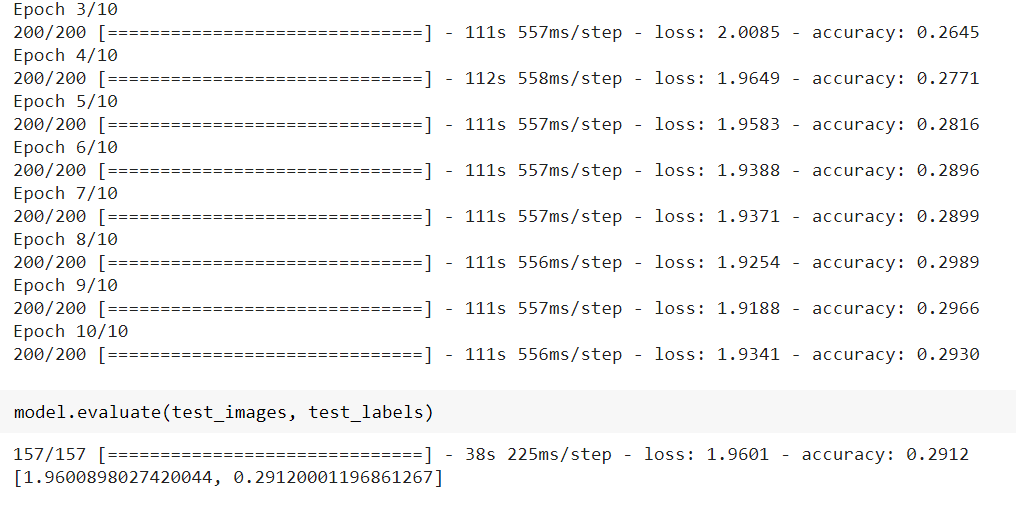 Epoch 3/10
200/200 [==============================] - 111s 557ms/step - loss: 2.0085 - accuracy: 0.2645
Epoch 4/10
200/200 [==============================] - 112s 558ms/step - loss: 1.9649 - accuracy: 0.2771
Epoch 5/10
200/200 [==============================] - 111s 557ms/step - loss: 1.9583 - accuracy: 0.2816
Epoch 6/10
200/200 [==============================] - 111s 557ms/step - loss: 1.9388 - accuracy: 0.2896
Epoch 7/10
200/200 [==============================] - 111s 557ms/step - loss: 1.9371 - accuracy: 0.2899
Epoch 8/10
200/200 [==============================] - 111s 556ms/step - loss: 1.9254 - accuracy: 0.2989
Epoch 9/10
200/200 [==============================] - 111s 557ms/step - loss: 1.9188 - accuracy: 0.2966
Epoch 10/10
200/200 [==============================] - 111s 556ms/step - loss: 1.9341 - accuracy: 0.2930
model.evaluate(test_images, test_labels)
157/157 [==============================] - 38s 225ms/step - loss: 1.9601 - accuracy: 0.2912
[1.9600898027420044, 0.29120001196861267]